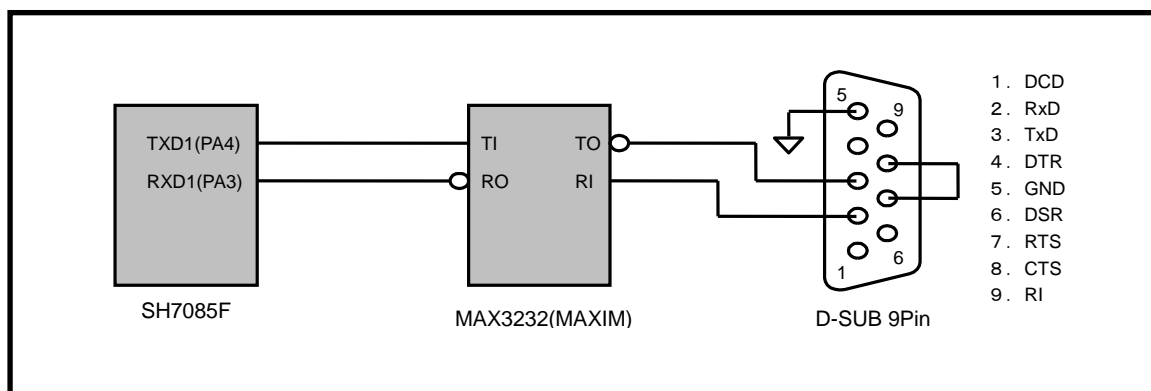 TXD1(PA4)
RXD1(PA3)
SH7085F
TI
TO
RO
RI
MAX3232(MAXIM)
5
9
1
6
D-SUB 9Pin
1. DCD
2. RxD
3. TxD
4. DTR
5. GND
6. DSR
7. RTS
8. CTS
9. RI